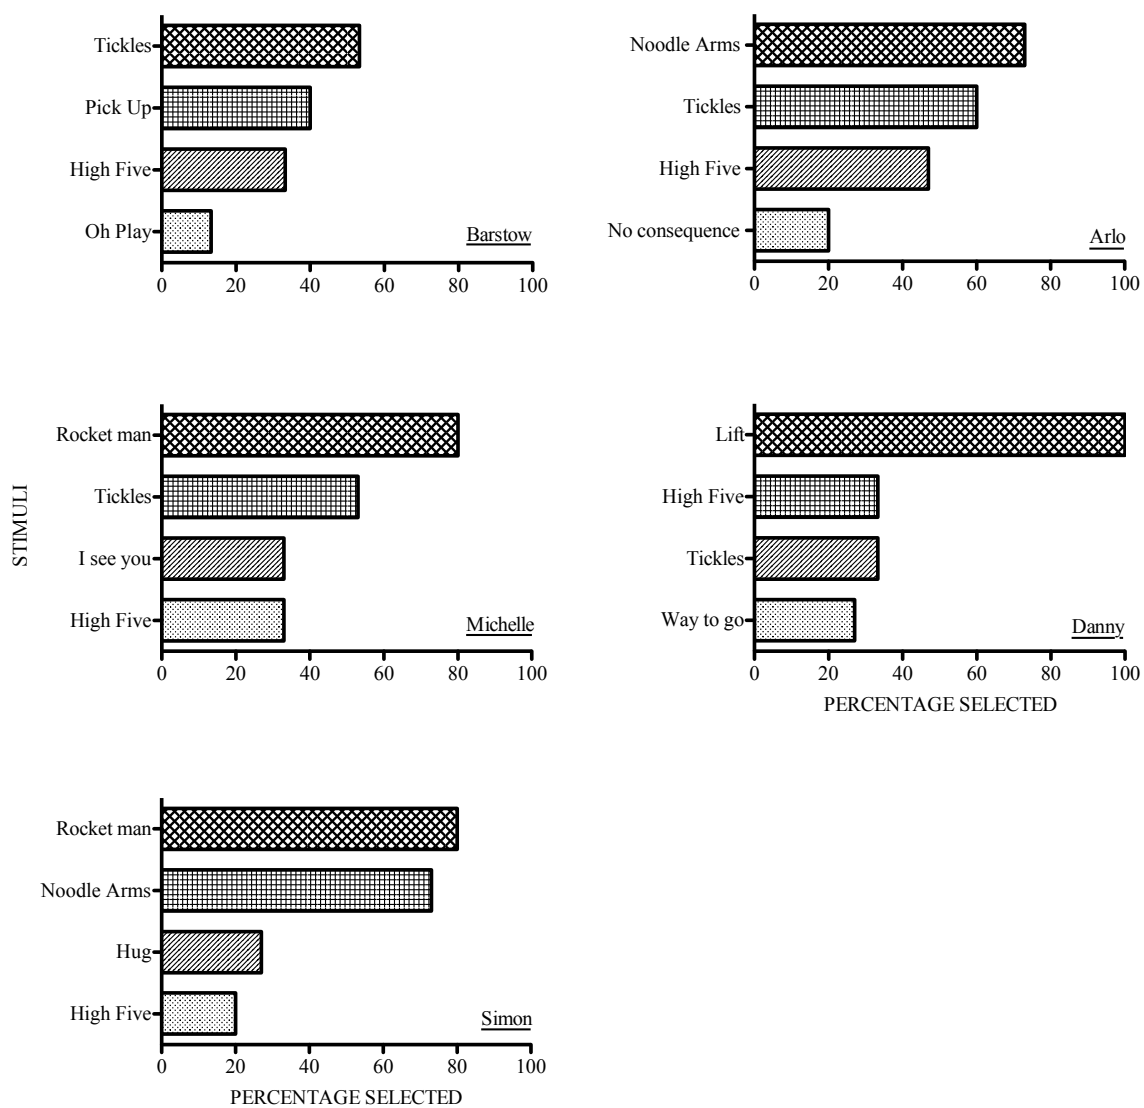 Tickles
Pick Up
High Five
Oh Play
Barstow
0 20 40 60 80 100
Noodle Arms
Tickles
High Five
No consequence
Arlo
0 20 40 60 80 100
STIMULI
Rocket man
Tickles
I see you
High Five
Michelle
0 20 40 60 80 100
Lift
High Five
Tickles
Way to go
Danny
0 20 40 60 80 100
PERCENTAGE SELECTED
Rocket man
Noodle Arms
Hug
High Five
Simon
0 20 40 60 80 100
PERCENTAGE SELECTED